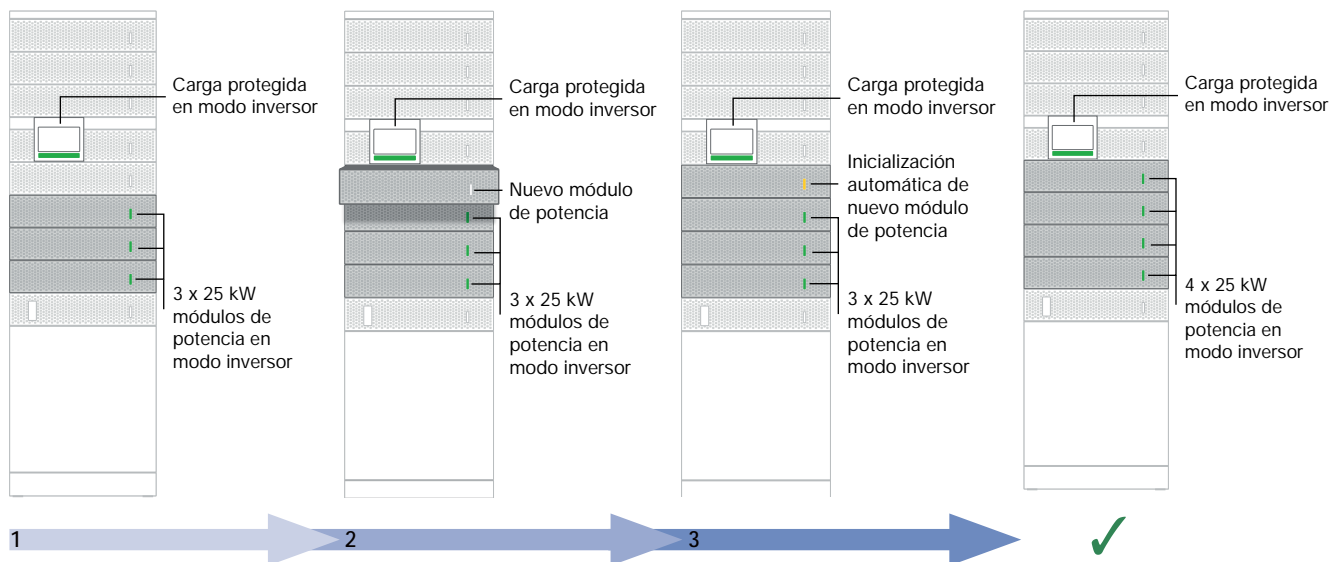 Carga protegida
en modo inversor
3 x 25 kW
módulos de
potencia en
modo inversor
Carga protegida
en modo inversor
Nuevo módulo
de potencia
3 x 25 kW
módulos de
potencia en
modo inversor
Carga protegida
en modo inversor
Inicialización
automática de
nuevo módulo
de potencia
3 x 25 kW
módulos de
potencia en
modo inversor
Carga protegida
en modo inversor
4 x 25 kW
módulos de
potencia en
modo inversor
1
2
3